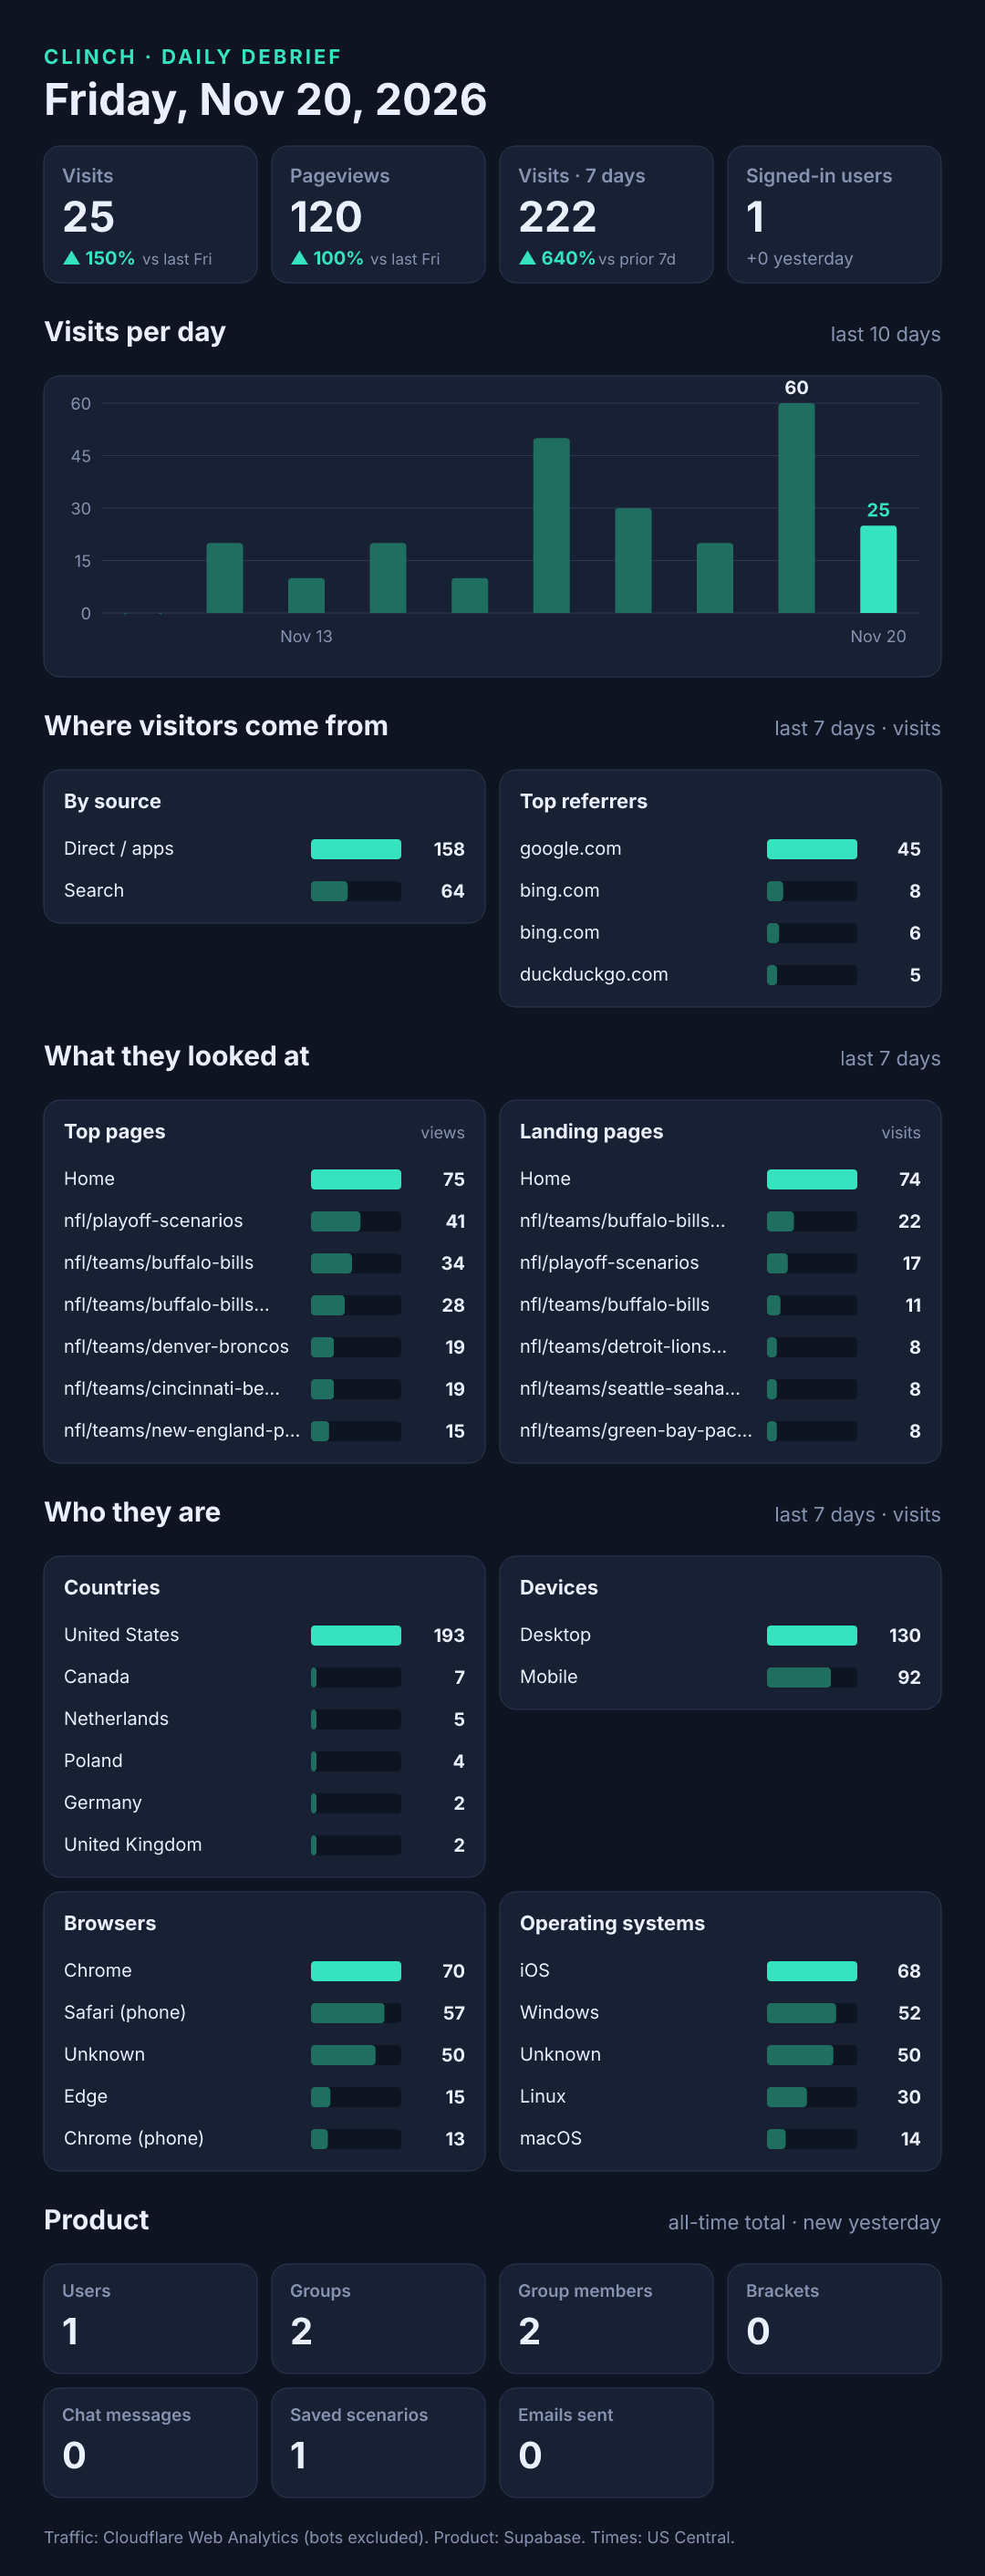 CLINCH · DAILY DEBRIEF
Friday, Nov 20, 2026
Visits
25
▲ 150% vs last Fri
Pageviews
120
▲ 100% vs last Fri
Visits · 7 days
222
▲ 640% vs prior 7d
Signed-in users
1
+0 yesterday
Visits per day
last 10 days
60
45
30
15
0
60
25
Nov 13
Nov 20
Where visitors come from
last 7 days · visits
By source
Direct / apps 158
Search 64
Top referrers
google.com 45
bing.com 8
bing.com 6
duckduckgo.com 5
What they looked at
last 7 days
Top pages views
Home 75
nfl/playoff-scenarios 41
nfl/teams/buffalo-bills 34
nfl/teams/buffalo-bills... 28
nfl/teams/denver-broncos 19
nfl/teams/cincinnati-be... 19
nfl/teams/new-england-p... 15
Landing pages visits
Home 74
nfl/teams/buffalo-bills... 22
nfl/playoff-scenarios 17
nfl/teams/buffalo-bills 11
nfl/teams/detroit-lions... 8
nfl/teams/seattle-seaha... 8
nfl/teams/green-bay-pac... 8
Who they are
last 7 days · visits
Countries
United States 193
Canada 7
Netherlands 5
Poland 4
Germany 2
United Kingdom 2
Devices
Desktop 130
Mobile 92
Browsers
Chrome 70
Safari (phone) 57
Unknown 50
Edge 15
Chrome (phone) 13
Operating systems
iOS 68
Windows 52
Unknown 50
Linux 30
macOS 14
Product
all-time total · new yesterday
Users
1
Groups
2
Group members
2
Brackets
0
Chat messages
0
Saved scenarios
1
Emails sent
0
Traffic: Cloudflare Web Analytics (bots excluded). Product: Supabase. Times: US Central.